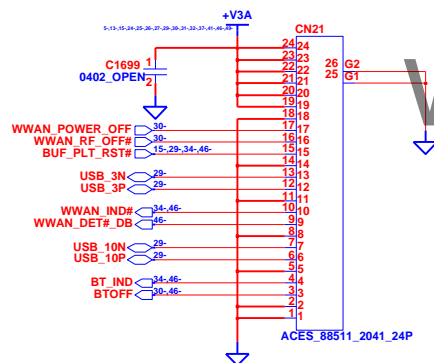 +V3A
5-,13-,15-,24-,25-,26-,27-,29-,30-,31-,32-,37-,41-,46-,48-
CN21
C1699 1
0402_OPEN
2
24 24
23 23
22 22
21 21
20 20
19 19
18 18
17 17
16 16
15 15
14 14
13 13
12 12
11 11
10 10
9 9
8 8
7 7
6 6
5 5
4 4
3 3
2 2
1 1
26 G2
25 G1
WWAN_POWER_OFF 30-
WWAN_RF_OFF# 30-
BUF_PLT_RST# 15-,29-,34-,46-
USB_3N 29-
USB_3P 29-
WWAN_IND# 34-,46-
WWAN_DET#_DB 46-
USB_10N 29-
USB_10P 29-
BT_IND 34-,46-
BTOFF 30-,46-
ACES_88511_2041_24P